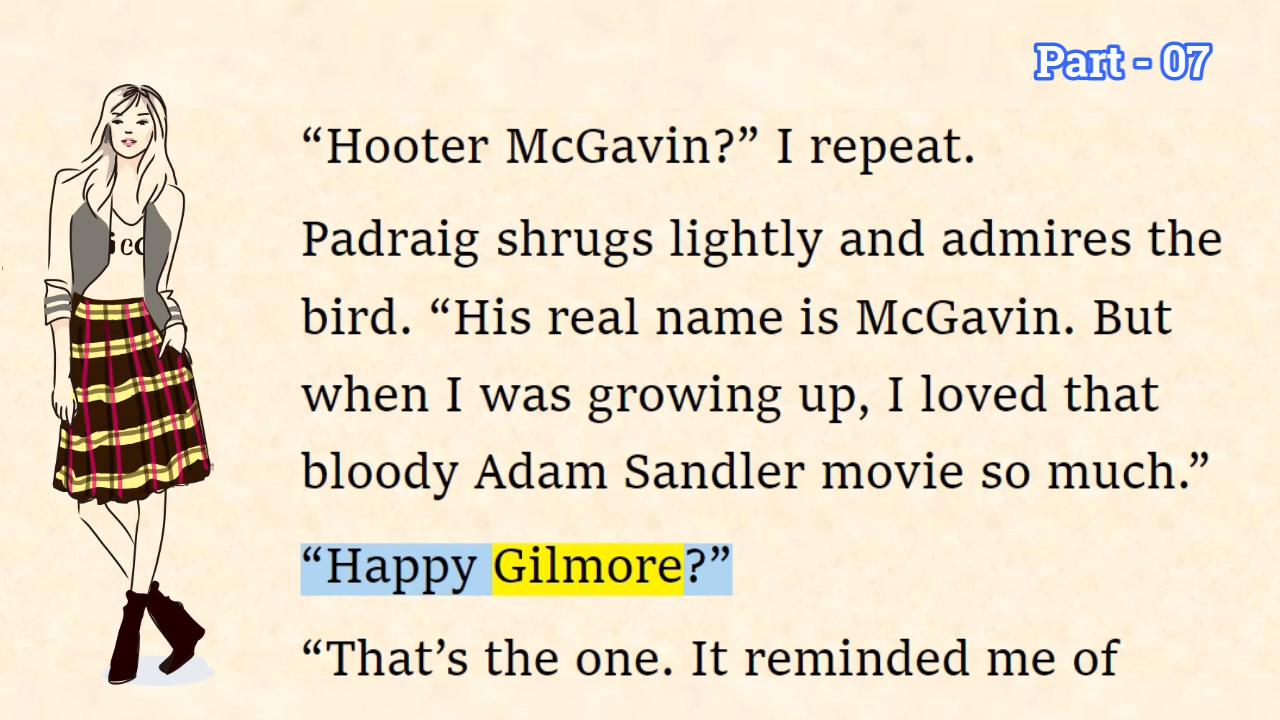 Part - 07
“Hooter McGavin?” I repeat.
Padraig shrugs lightly and admires the
bird. “His real name is McGavin. But
when I was growing up, I loved that
bloody Adam Sandler movie so much.”
“Happy Gilmore?”
“That’s the one. It reminded me of